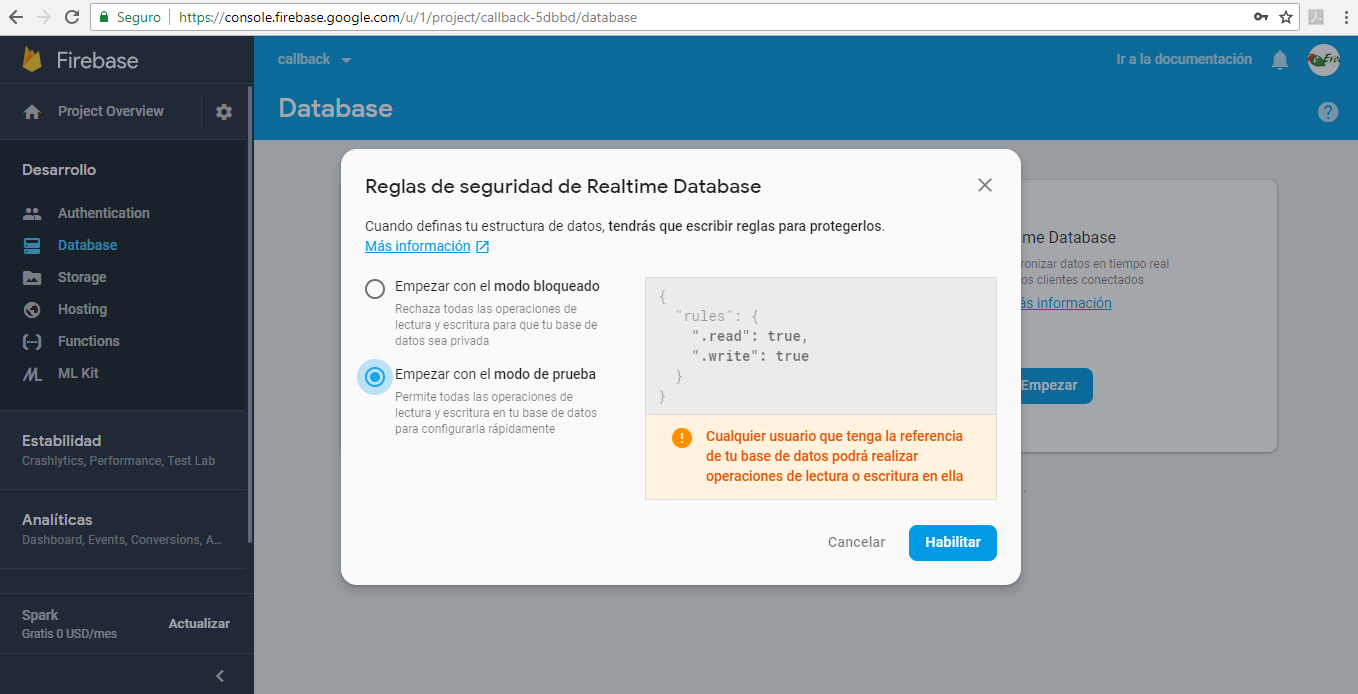 Seguro
https://console.firebase.google.com/u/1/project/callback-5dbbd/database
Firebase
callback
Ir a la documentación
Project Overview
Database
Desarrollo
Authentication
Database
Storage
Hosting
Functions
ML Kit
Estabilidad
Crashlytics, Performance, Test Lab
Analíticas
Dashboard, Events, Conversions, A...
Spark
Gratis 0 USD/mes
Actualizar
Reglas de seguridad de Realtime Database
Cuando definas tu estructura de datos, tendrás que escribir reglas para protegerlos.
Más información
Empezar con el modo bloqueado
Rechaza todas las operaciones de
lectura y escritura para que tu base de
datos sea privada
Empezar con el modo de prueba
Permite todas las operaciones de
lectura y escritura en tu base de datos
para configurarla rápidamente
{
"rules": {
".read": true,
".write": true
}
}
!
Cualquier usuario que tenga la referencia
de tu base de datos podrá realizar
operaciones de lectura o escritura en ella
Cancelar
Habilitar
me Database
ronizar datos en tiempo real
os clientes conectados
ás información
Empezar
?